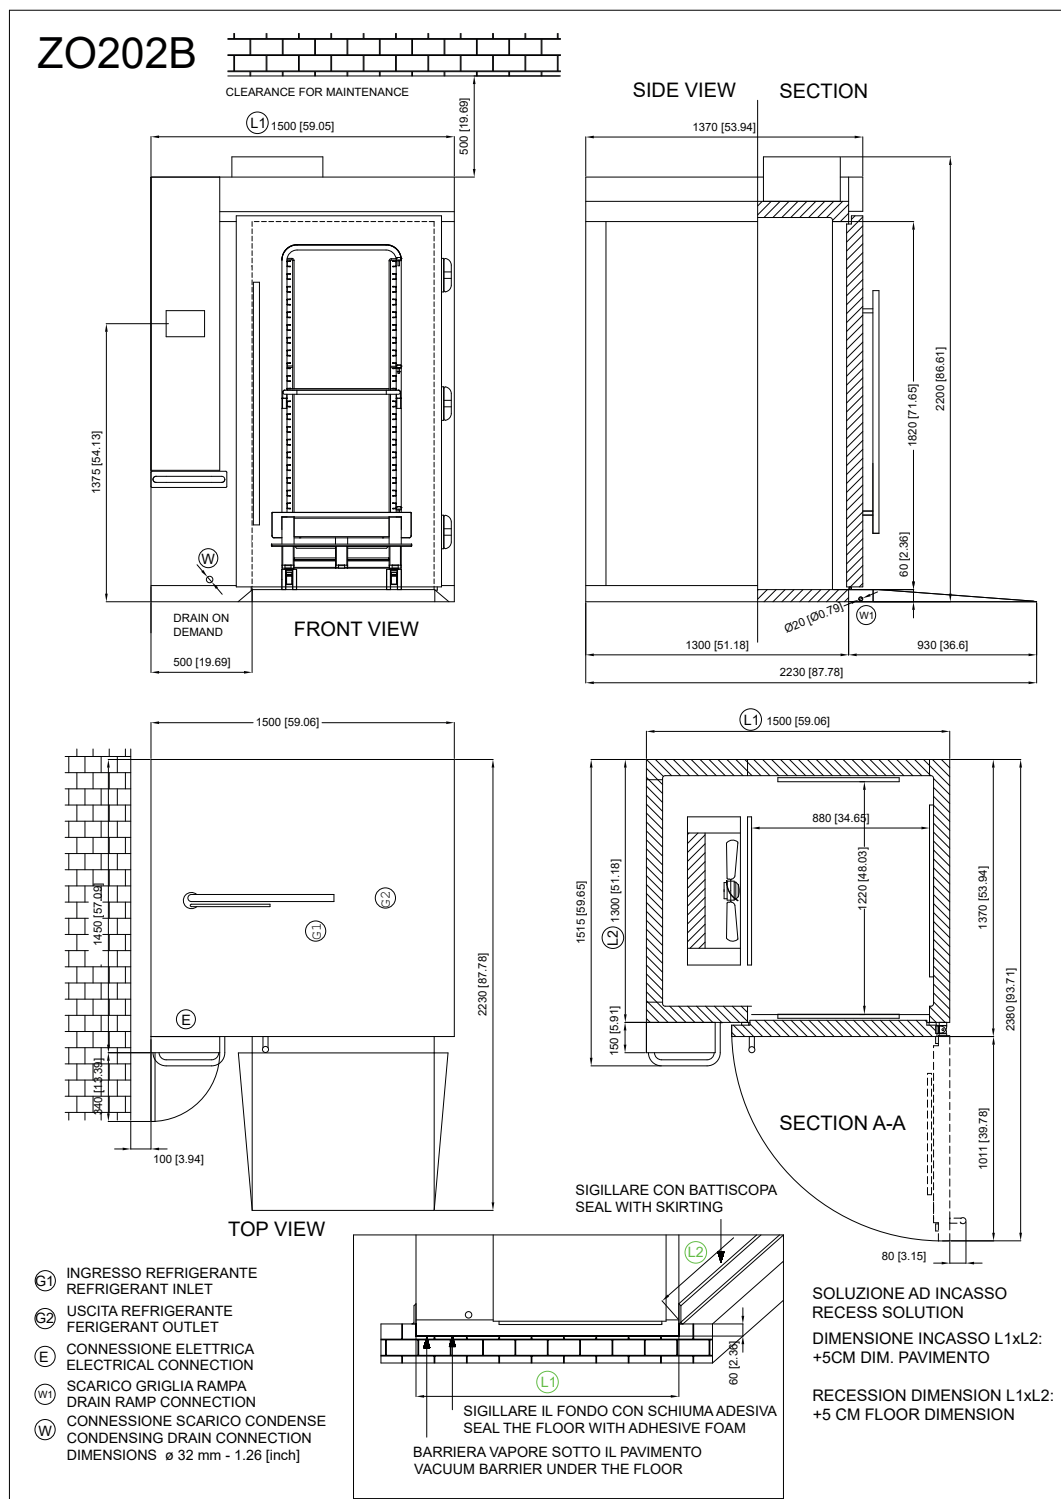 ZO202B
CLEARANCE FOR MAINTENANCE
L1 1500 [59.05]
500 [19.69]
1375 [54.13]
W
DRAIN ON
DEMAND
FRONT VIEW
500 [19.69]
SIDE VIEW
SECTION
1370 [53.94]
2200 [86.61]
1820 [71.65]
60 [2.36]
Ø20 [Ø0.79]
W1
1300 [51.18]
930 [36.6]
2230 [87.78]
1500 [59.06]
1450 [57.09]
G2
G1
E
2230 [87.78]
340 [13.39]
100 [3.94]
TOP VIEW
L1 1500 [59.06]
880 [34.65]
1220 [48.03]
1515 [59.65]
L2 1300 [51.18]
1370 [53.94]
2380 [93.71]
150 [5.91]
SECTION A-A
1011 [39.78]
80 [3.15]
SIGILLARE CON BATTISCOPA
SEAL WITH SKIRTING
L2
60 [2.36]
L1
SIGILLARE IL FONDO CON SCHIUMA ADESIVA
SEAL THE FLOOR WITH ADHESIVE FOAM
BARRIERA VAPORE SOTTO IL PAVIMENTO
VACUUM BARRIER UNDER THE FLOOR
G1 INGRESSO REFRIGERANTE
REFRIGERANT INLET
G2 USCITA REFRIGERANTE
FERIGERANT OUTLET
E CONNESSIONE ELETTRICA
ELECTRICAL CONNECTION
W1 SCARICO GRIGLIA RAMPA
DRAIN RAMP CONNECTION
W CONNESSIONE SCARICO CONDENSE
CONDENSING DRAIN CONNECTION
DIMENSIONS ø 32 mm - 1.26 [inch]
SOLUZIONE AD INCASSO
RECESS SOLUTION
DIMENSIONE INCASSO L1xL2:
+5CM DIM. PAVIMENTO
RECESSION DIMENSION L1xL2:
+5 CM FLOOR DIMENSION